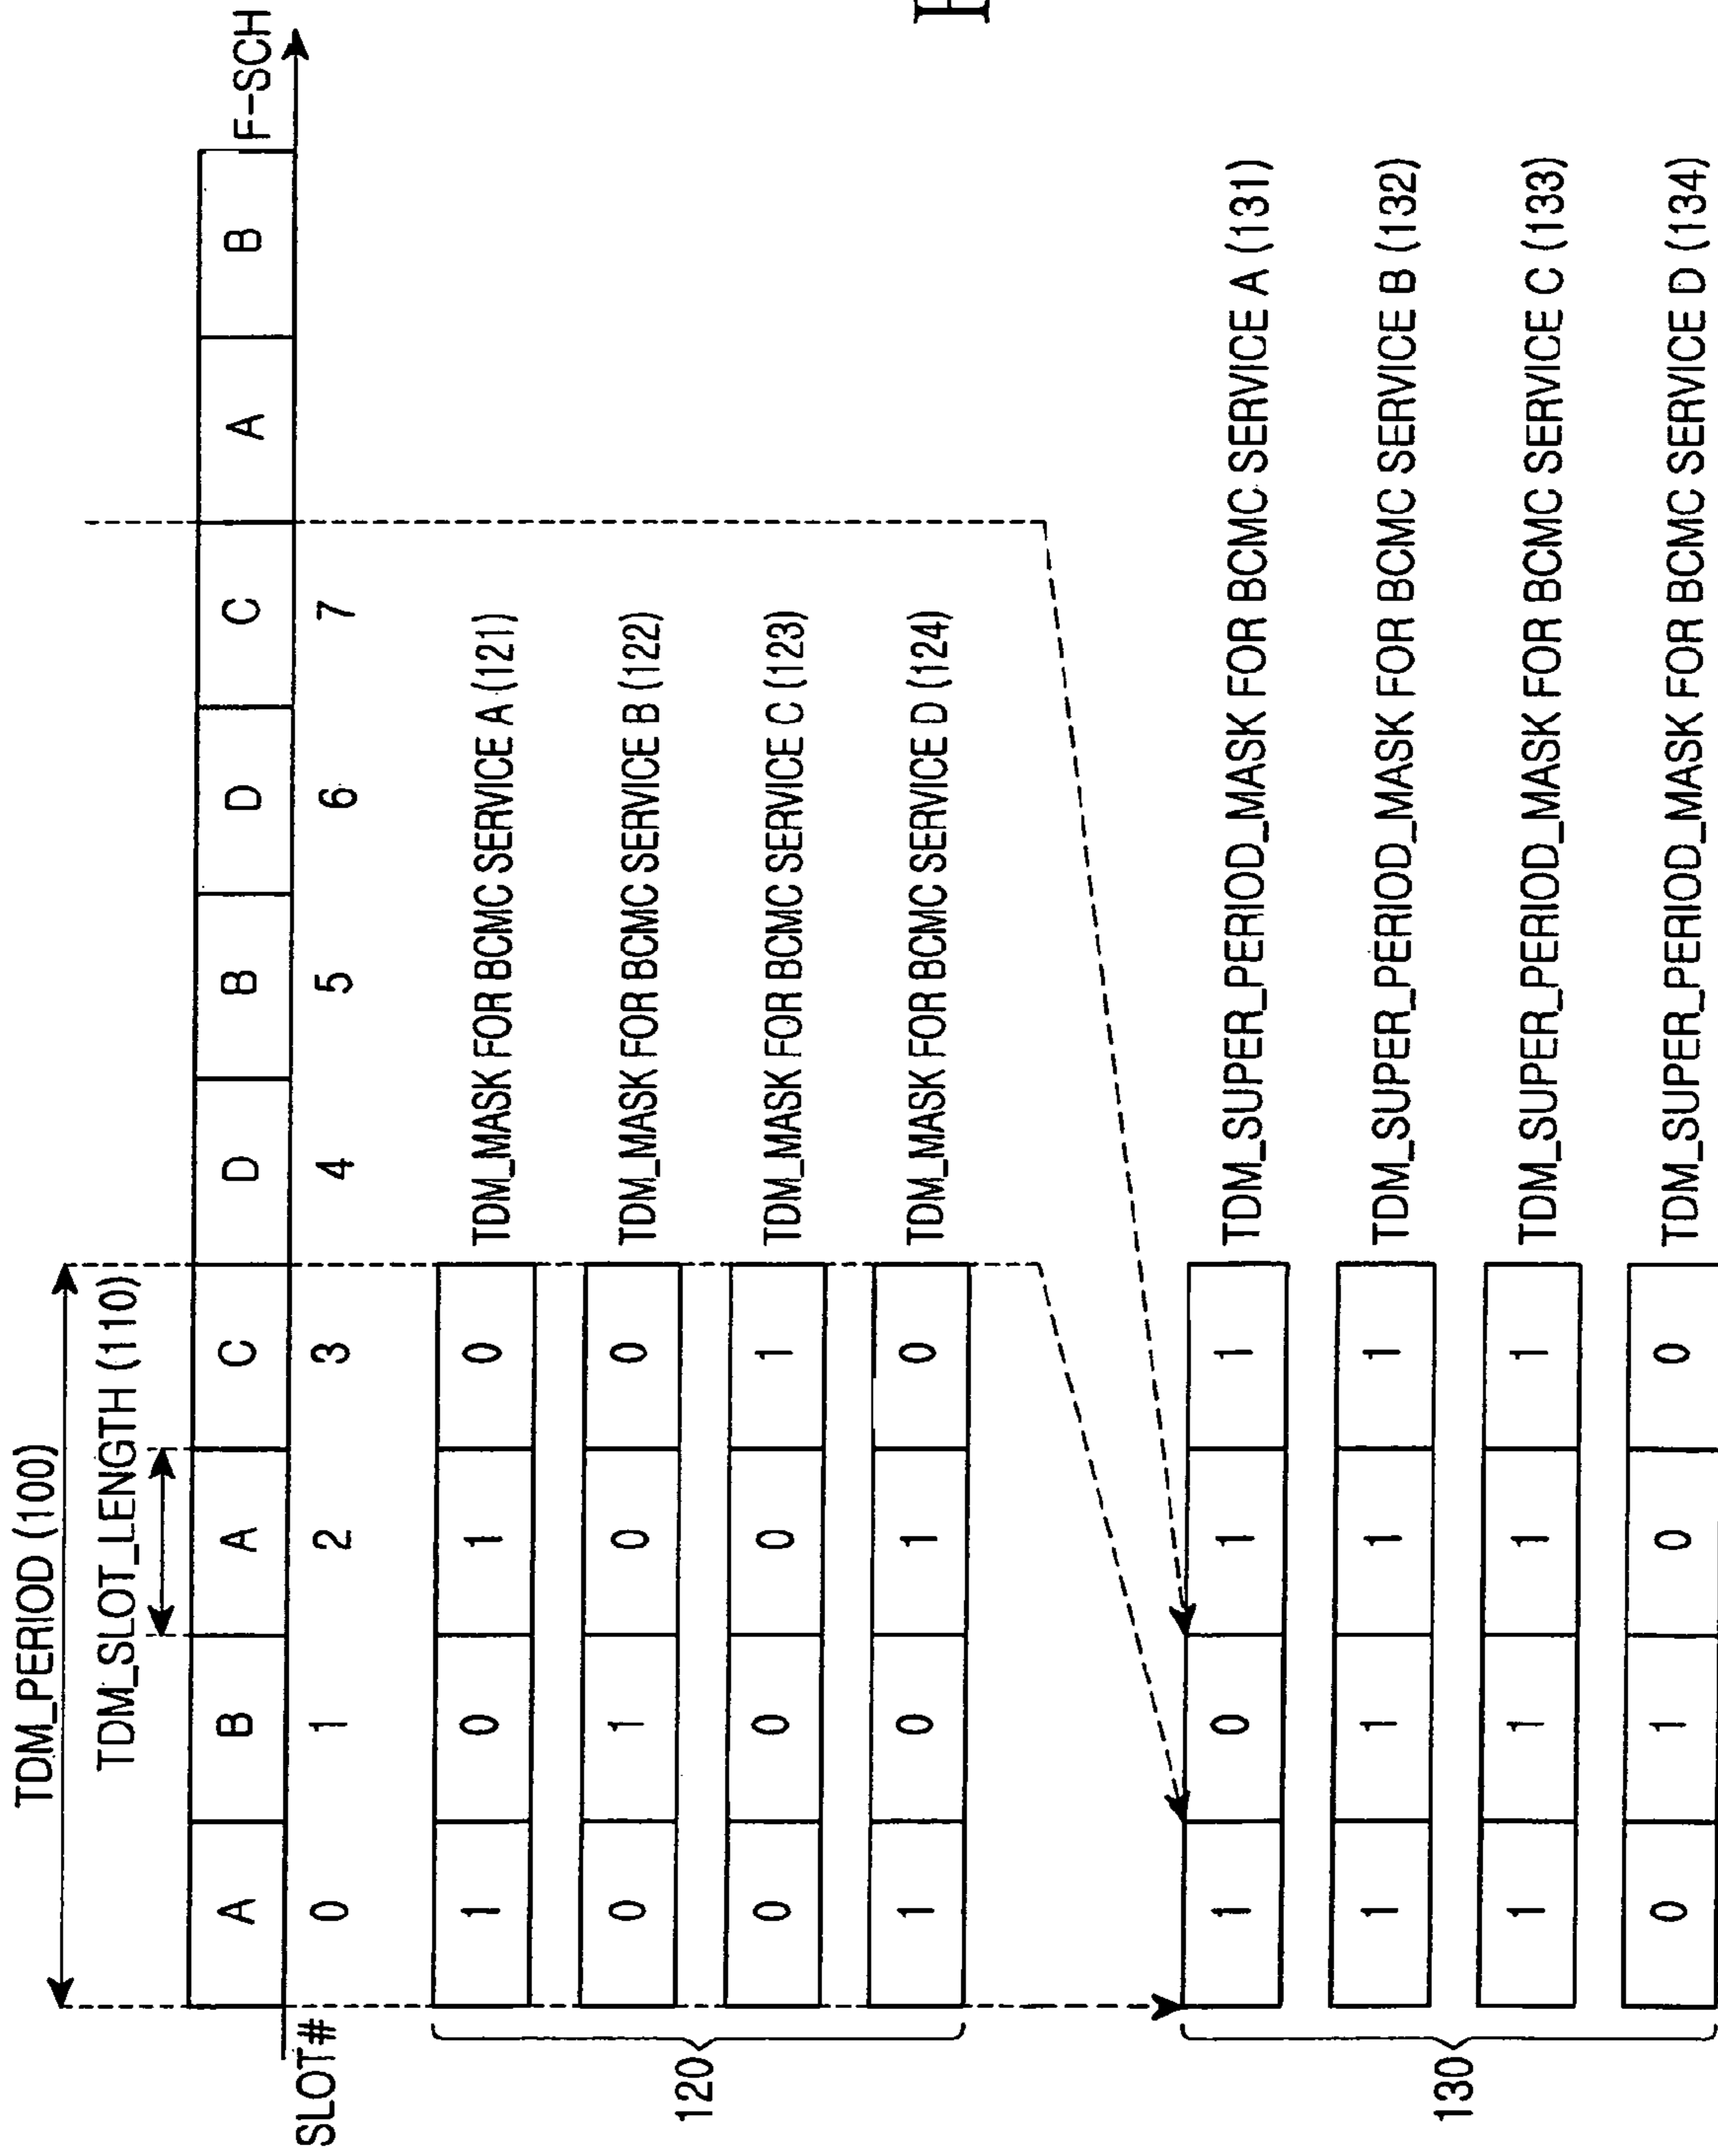 TDM_PERIOD (100)
TDM_SLOT_LENGTH (110)
A B A C D B D C A B F-SCH
SLOT# 0 1 2 3 4 5 6 7
120
1 0 1 0 TDM_MASK FOR BCMC SERVICE A (121)
0 1 0 0 TDM_MASK FOR BCMC SERVICE B (122)
0 0 0 1 TDM_MASK FOR BCMC SERVICE C (123)
1 0 1 0 TDM_MASK FOR BCMC SERVICE D (124)
130
1 0 1 1 TDM_SUPER_PERIOD_MASK FOR BCMC SERVICE A (131)
1 1 1 1 TDM_SUPER_PERIOD_MASK FOR BCMC SERVICE B (132)
1 1 1 1 TDM_SUPER_PERIOD_MASK FOR BCMC SERVICE C (133)
0 1 0 0 TDM_SUPER_PERIOD_MASK FOR BCMC SERVICE D (134)